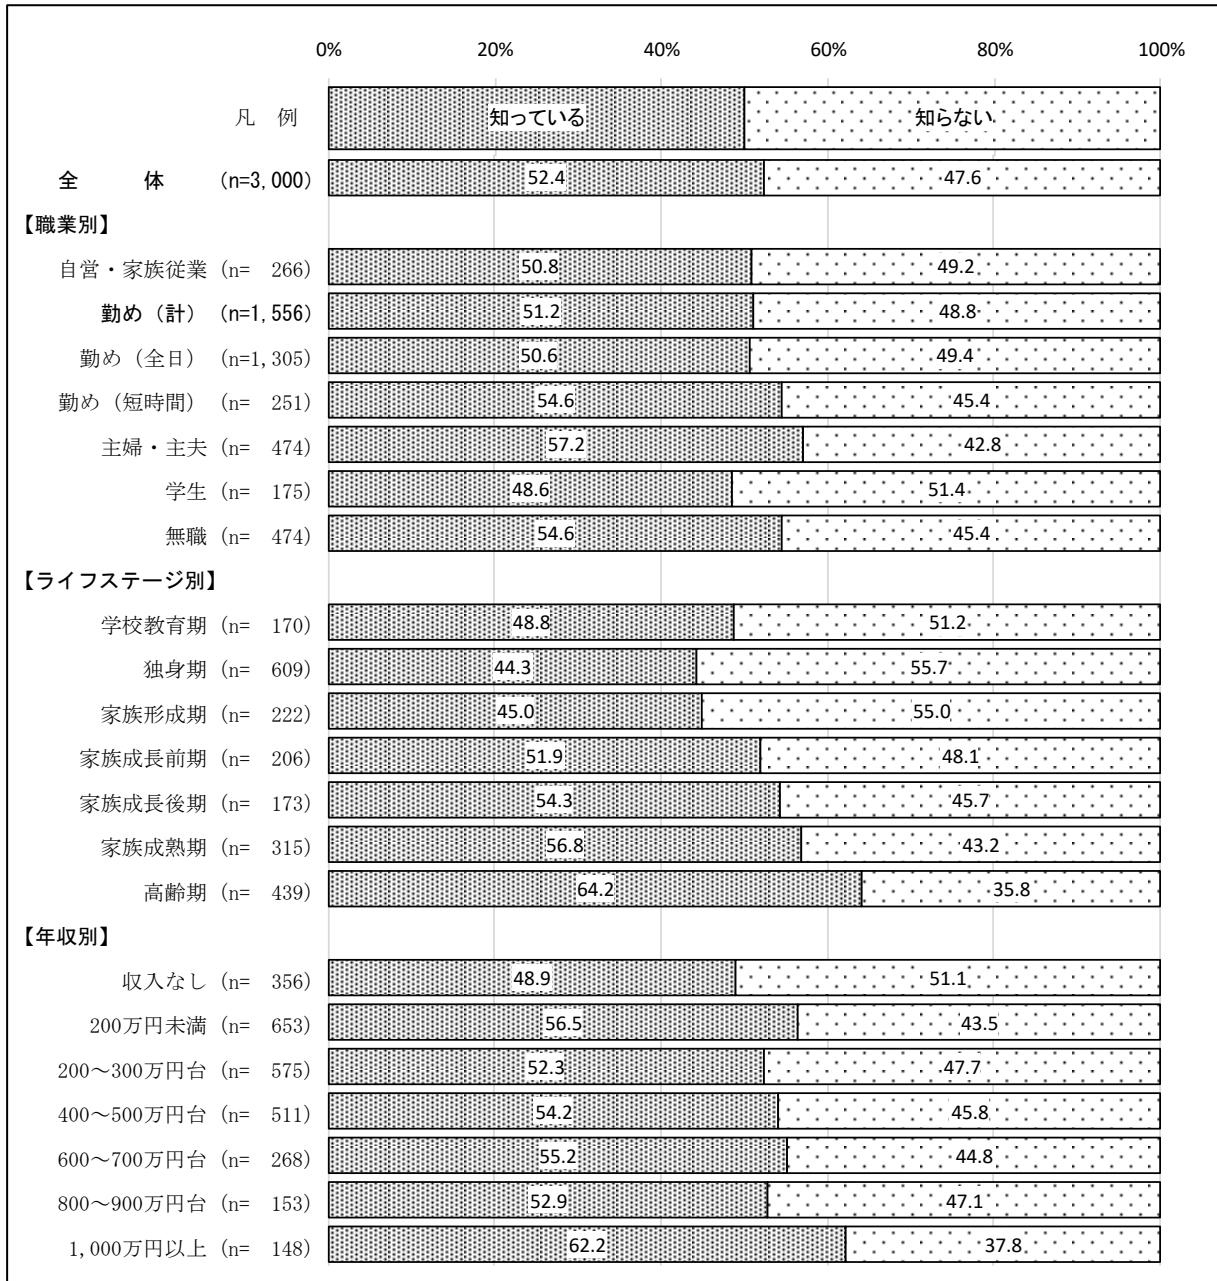 0% 20% 40% 60% 80% 100%
凡 例 知っている 知らない
全 体 (n=3,000) 52.4 47.6
【職業別】
自営・家族従業 (n= 266) 50.8 49.2
勤め（計） (n=1,556) 51.2 48.8
勤め（全日） (n=1,305) 50.6 49.4
勤め（短時間） (n= 251) 54.6 45.4
主婦・主夫 (n= 474) 57.2 42.8
学生 (n= 175) 48.6 51.4
無職 (n= 474) 54.6 45.4
【ライフステージ別】
学校教育期 (n= 170) 48.8 51.2
独身期 (n= 609) 44.3 55.7
家族形成期 (n= 222) 45.0 55.0
家族成長前期 (n= 206) 51.9 48.1
家族成長後期 (n= 173) 54.3 45.7
家族成熟期 (n= 315) 56.8 43.2
高齢期 (n= 439) 64.2 35.8
【年収別】
収入なし (n= 356) 48.9 51.1
200万円未満 (n= 653) 56.5 43.5
200～300万円台 (n= 575) 52.3 47.7
400～500万円台 (n= 511) 54.2 45.8
600～700万円台 (n= 268) 55.2 44.8
800～900万円台 (n= 153) 52.9 47.1
1,000万円以上 (n= 148) 62.2 37.8